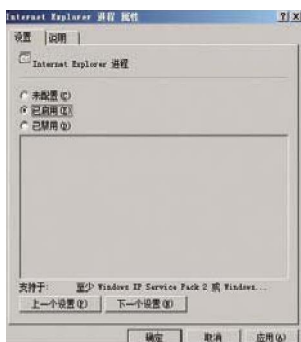 Internet Explorer 进程 属性
设置 说明
Internet Explorer 进程
未配置(C)
已启用(E)
已禁用(D)
支持于: 至少 Windows XP Service Pack 2 或 Windows...
上一个设置(P) 下一个设置(N)
确定 取消 应用(A)